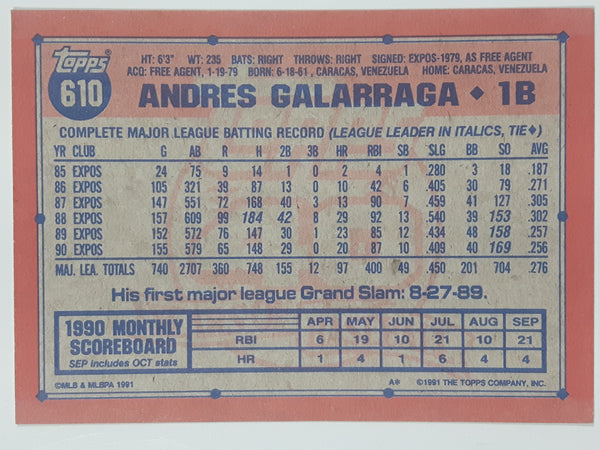 Topps
610
HT: 6'3" WT: 235 BATS: RIGHT THROWS: RIGHT SIGNED: EXPOS-1979, AS FREE AGENT
ACQ: FREE AGENT, 1-19-79 BORN: 6-18-61, CARACAS, VENEZUELA HOME: CARACAS, VENEZUELA
ANDRES GALARRAGA ♦ 1B
COMPLETE MAJOR LEAGUE BATTING RECORD (LEAGUE LEADER IN ITALICS, TIE♦)
YR CLUB G AB R H 2B 3B HR RBI SB SLG BB SO AVG
85 EXPOS 24 75 9 14 1 0 2 4 1 .280 3 18 .187
86 EXPOS 105 321 39 87 13 0 10 42 6 .405 30 79 .271
87 EXPOS 147 551 72 168 40 3 13 90 7 .459 41 127 .305
88 EXPOS 157 609 99 184 42 8 29 92 13 .540 39 153 .302
89 EXPOS 152 572 76 147 30 1 23 85 12 .434 48 158 .257
90 EXPOS 155 579 65 148 29 0 20 87 10 .409 40 169 .256
MAJ. LEA. TOTALS 740 2707 360 748 155 12 97 400 49 .450 201 704 .276
His first major league Grand Slam: 8-27-89.
1990 MONTHLY
SCOREBOARD
SEP includes OCT stats
APR MAY JUN JUL AUG SEP
RBI 6 19 10 21 10 21
HR 1 4 1 6 4 4
©MLB & MLBPA 1991 A* ©1991 THE TOPPS COMPANY, INC.